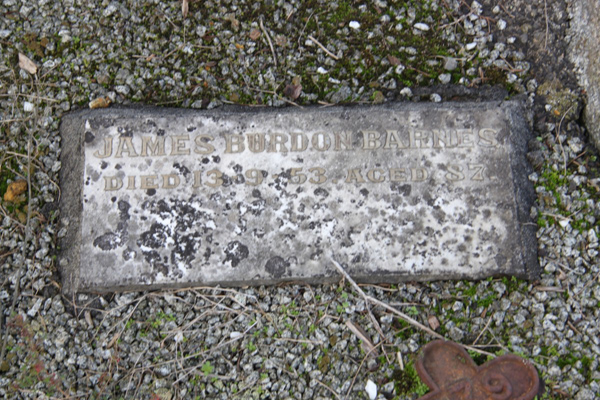 JAMES BURDON BARNES
DIED 13 · 9 · 53 AGED 87